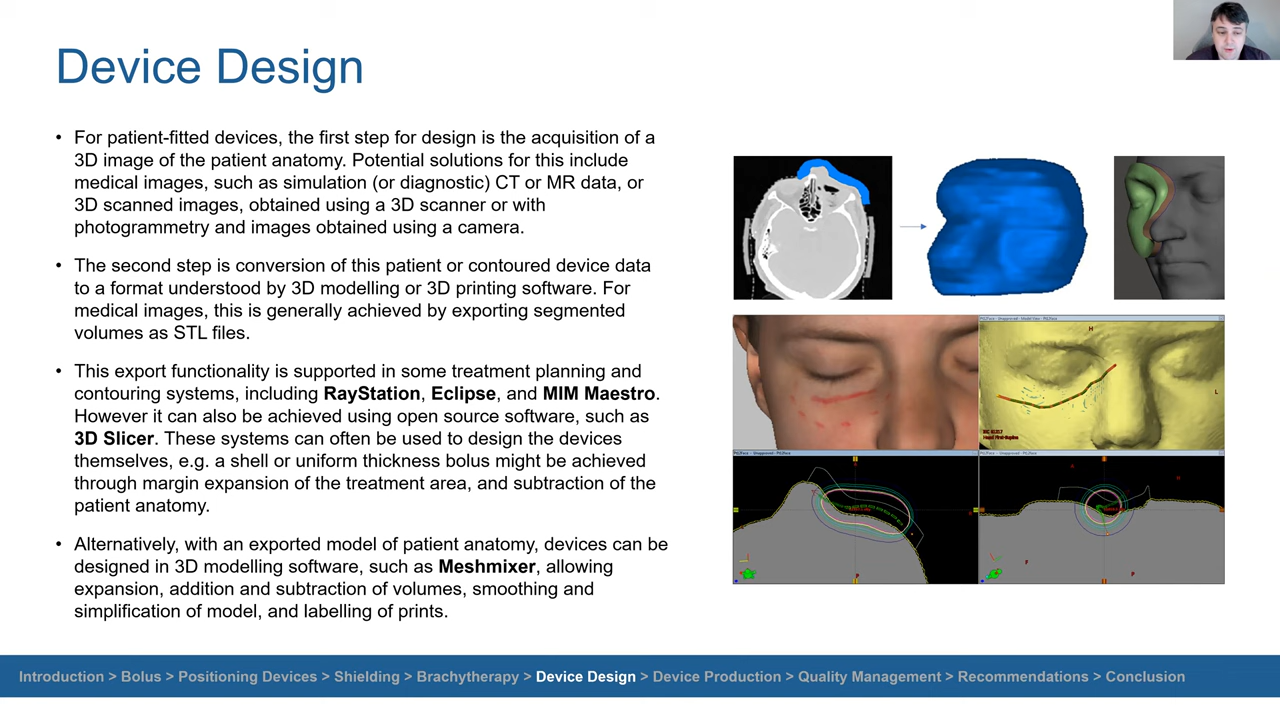 Device Design
• For patient-fitted devices, the first step for design is the acquisition of a
3D image of the patient anatomy. Potential solutions for this include
medical images, such as simulation (or diagnostic) CT or MR data, or
3D scanned images, obtained using a 3D scanner or with
photogrammetry and images obtained using a camera.
• The second step is conversion of this patient or contoured device data
to a format understood by 3D modelling or 3D printing software. For
medical images, this is generally achieved by exporting segmented
volumes as STL files.
• This export functionality is supported in some treatment planning and
contouring systems, including RayStation, Eclipse, and MIM Maestro.
However it can also be achieved using open source software, such as
3D Slicer. These systems can often be used to design the devices
themselves, e.g. a shell or uniform thickness bolus might be achieved
through margin expansion of the treatment area, and subtraction of the
patient anatomy.
• Alternatively, with an exported model of patient anatomy, devices can be
designed in 3D modelling software, such as Meshmixer, allowing
expansion, addition and subtraction of volumes, smoothing and
simplification of model, and labelling of prints.
H
L
Head First-Supine
Introduction > Bolus > Positioning Devices > Shielding > Brachytherapy > Device Design > Device Production > Quality Management > Recommendations > Conclusion